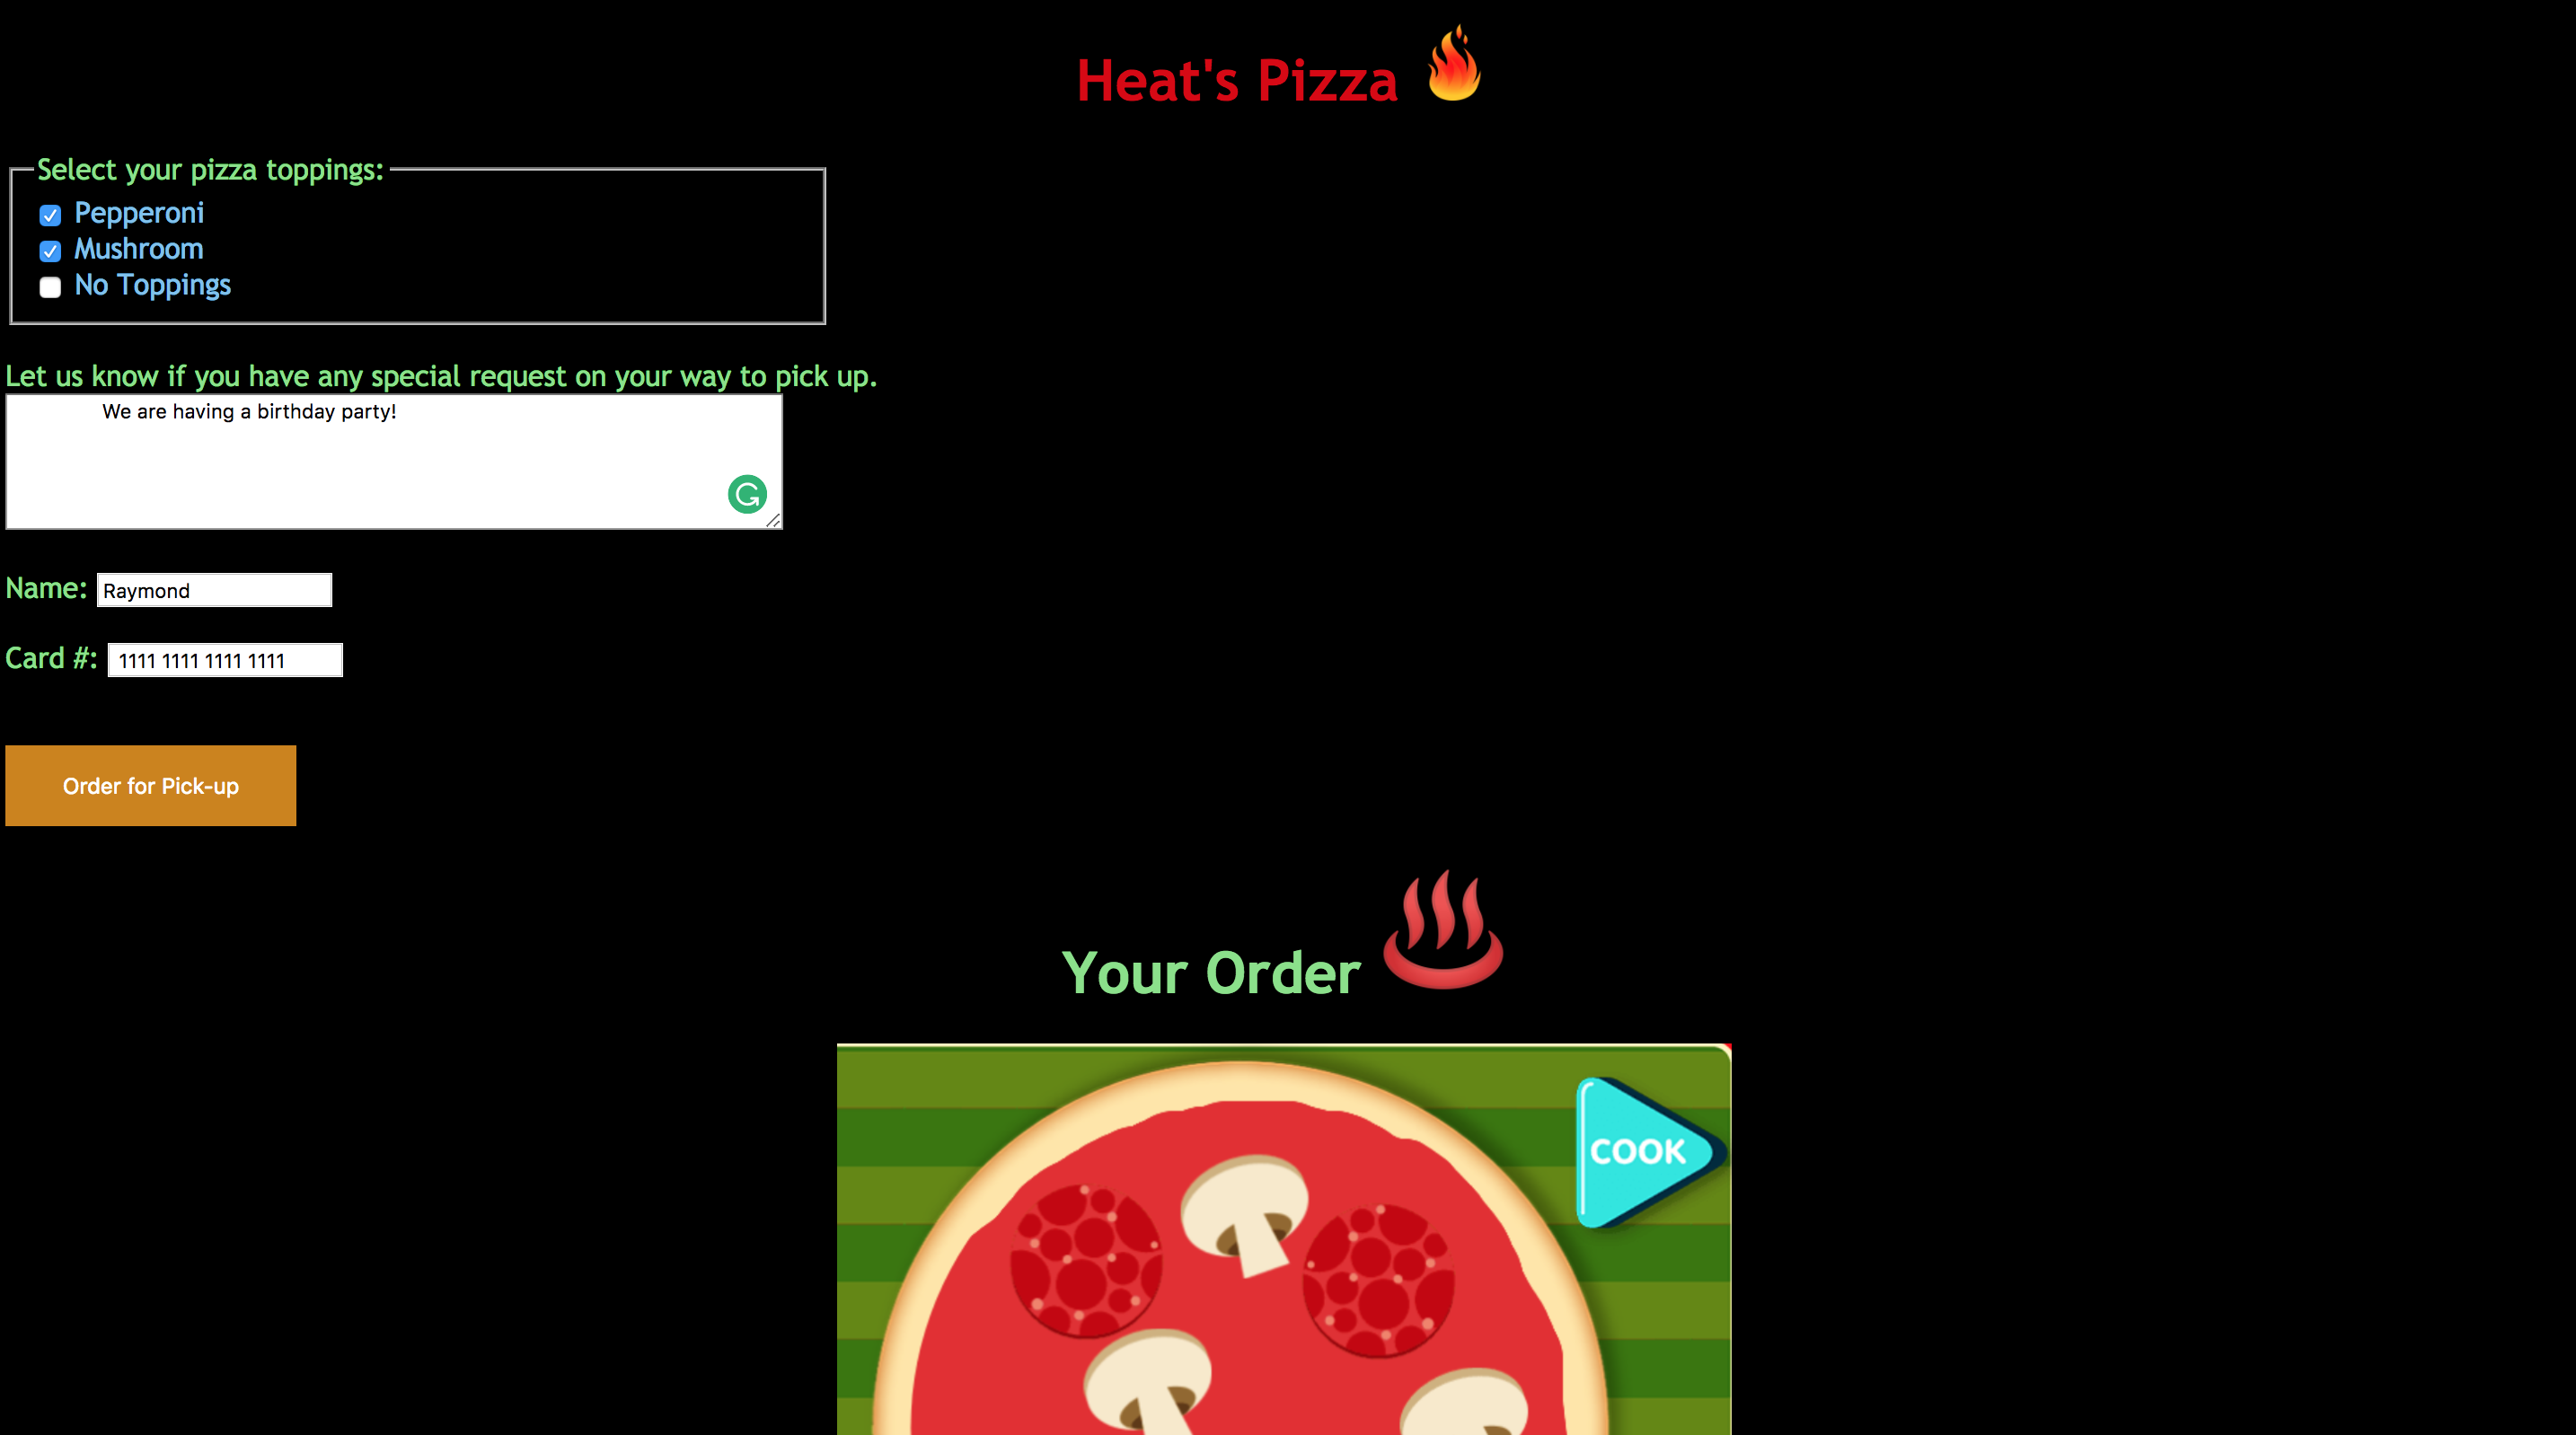 Heat's Pizza
Select your pizza toppings:
Pepperoni
Mushroom
No Toppings
Let us know if you have any special request on your way to pick up.
We are having a birthday party!
Name: Raymond
Card #: 1111 1111 1111 1111
Order for Pick-up
Your Order
COOK